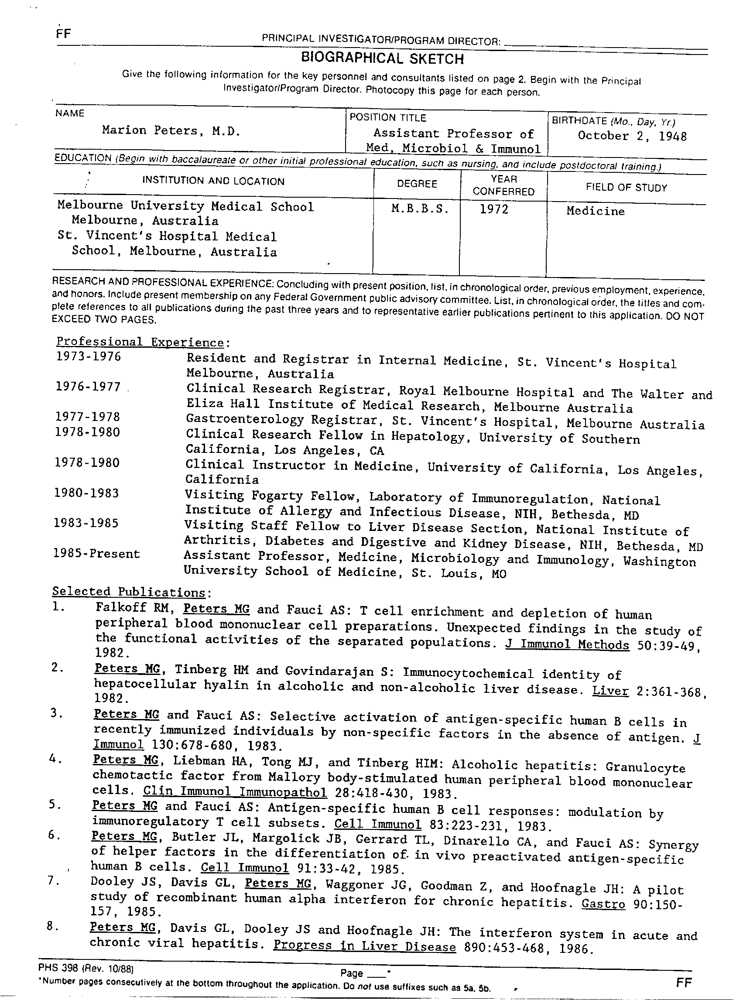 FF
PRINCIPAL INVESTIGATOR/PROGRAM DIRECTOR:
BIOGRAPHICAL SKETCH
Give the following information for the key personnel and consultants listed on page 2. Begin with the Principal
Investigator/Program Director. Photocopy this page for each person.
NAME
Marion Peters, M.D.
POSITION TITLE
Assistant Professor of
Med, Microbiol & Immunol
BIRTHDATE (Mo., Day, Yr.)
October 2, 1948
EDUCATION (Begin with baccalaureate or other initial professional education, such as nursing, and include postdoctoral training.)
INSTITUTION AND LOCATION
DEGREE
YEAR
CONFERRED
FIELD OF STUDY
Melbourne University Medical School
Melbourne, Australia
St. Vincent's Hospital Medical
School, Melbourne, Australia
M.B.B.S.
1972
Medicine
RESEARCH AND PROFESSIONAL EXPERIENCE: Concluding with present position, list, in chronological order, previous employment, experience,
and honors. Include present membership on any Federal Government public advisory committee. List, in chronological order, the titles and com-
plete references to all publications during the past three years and to representative earlier publications pertinent to this application. DO NOT
EXCEED TWO PAGES.
Professional Experience:
1973-1976 Resident and Registrar in Internal Medicine, St. Vincent's Hospital
Melbourne, Australia
1976-1977 Clinical Research Registrar, Royal Melbourne Hospital and The Walter and
Eliza Hall Institute of Medical Research, Melbourne Australia
1977-1978 Gastroenterology Registrar, St. Vincent's Hospital, Melbourne Australia
1978-1980 Clinical Research Fellow in Hepatology, University of Southern
California, Los Angeles, CA
1978-1980 Clinical Instructor in Medicine, University of California, Los Angeles,
California
1980-1983 Visiting Fogarty Fellow, Laboratory of Immunoregulation, National
Institute of Allergy and Infectious Disease, NIH, Bethesda, MD
1983-1985 Visiting Staff Fellow to Liver Disease Section, National Institute of
Arthritis, Diabetes and Digestive and Kidney Disease, NIH, Bethesda, MD
1985-Present Assistant Professor, Medicine, Microbiology and Immunology, Washington
University School of Medicine, St. Louis, MO
Selected Publications:
1. Falkoff RM, Peters MG and Fauci AS: T cell enrichment and depletion of human
peripheral blood mononuclear cell preparations. Unexpected findings in the study of
the functional activities of the separated populations. J Immunol Methods 50:39-49,
1982.
2. Peters MG, Tinberg HM and Govindarajan S: Immunocytochemical identity of
hepatocellular hyalin in alcoholic and non-alcoholic liver disease. Liver 2:361-368,
1982.
3. Peters MG and Fauci AS: Selective activation of antigen-specific human B cells in
recently immunized individuals by non-specific factors in the absence of antigen. J
Immunol 130:678-680, 1983.
4. Peters MG, Liebman HA, Tong MJ, and Tinberg HIM: Alcoholic hepatitis: Granulocyte
chemotactic factor from Mallory body-stimulated human peripheral blood mononuclear
cells. Clin Immunol Immunopathol 28:418-430, 1983.
5. Peters MG and Fauci AS: Antigen-specific human B cell responses: modulation by
immunoregulatory T cell subsets. Cell Immunol 83:223-231, 1983.
6. Peters MG, Butler JL, Margolick JB, Gerrard TL, Dinarello CA, and Fauci AS: Synergy
of helper factors in the differentiation of in vivo preactivated antigen-specific
human B cells. Cell Immunol 91:33-42, 1985.
7. Dooley JS, Davis GL, Peters MG, Waggoner JG, Goodman Z, and Hoofnagle JH: A pilot
study of recombinant human alpha interferon for chronic hepatitis. Gastro 90:150-
157, 1985.
8. Peters MG, Davis GL, Dooley JS and Hoofnagle JH: The interferon system in acute and
chronic viral hepatitis. Progress in Liver Disease 890:453-468, 1986.
PHS 398 (Rev. 10/88)
Page ___*
*Number pages consecutively at the bottom throughout the application. Do not use suffixes such as 5a, 5b.
FF